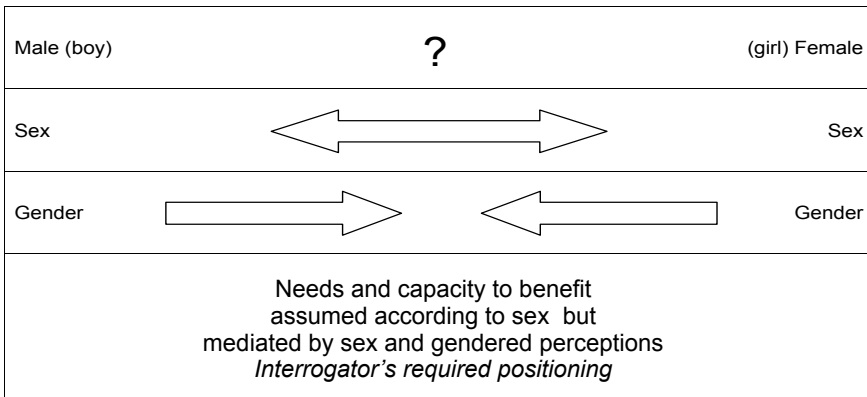 Male (boy) ? (girl) Female
Sex Sex
Gender Gender
Needs and capacity to benefit
assumed according to sex but
mediated by sex and gendered perceptions
Interrogator's required positioning